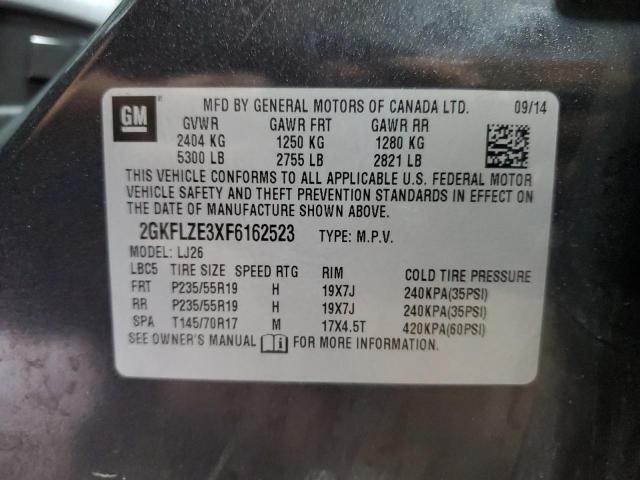 GM MFD BY GENERAL MOTORS OF CANADA LTD. 09/14
GVWR GAWR FRT GAWR RR
2404 KG 1250 KG 1280 KG
5300 LB 2755 LB 2821 LB
THIS VEHICLE CONFORMS TO ALL APPLICABLE U.S. FEDERAL MOTOR
VEHICLE SAFETY AND THEFT PREVENTION STANDARDS IN EFFECT ON
THE DATE OF MANUFACTURE SHOWN ABOVE.
2GKFLZE3XF6162523 TYPE: M.P.V.
MODEL: LJ26
LBC5 TIRE SIZE SPEED RTG RIM COLD TIRE PRESSURE
FRT P235/55R19 H 19X7J 240KPA(35PSI)
RR P235/55R19 H 19X7J 240KPA(35PSI)
SPA T145/70R17 M 17X4.5T 420KPA(60PSI)
SEE OWNER'S MANUAL FOR MORE INFORMATION.